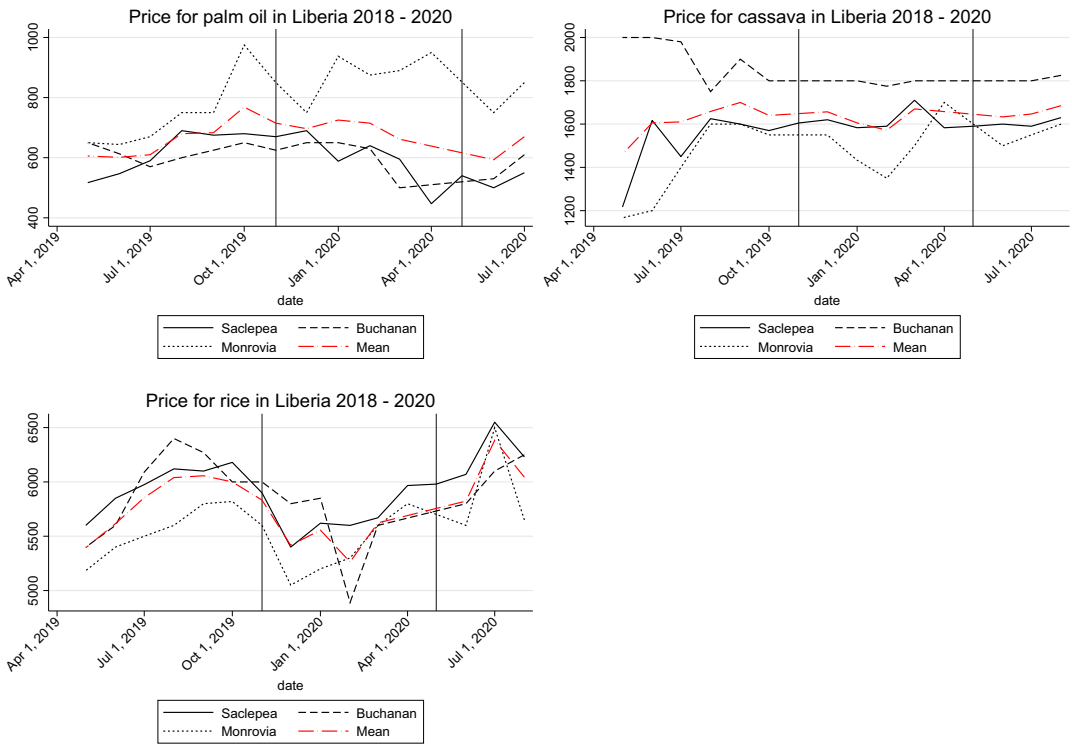 Price for palm oil in Liberia 2018 - 2020
1000
800
600
400
Apr 1, 2019
Jul 1, 2019
Oct 1, 2019
Jan 1, 2020
Apr 1, 2020
Jul 1, 2020
date
Saclepea
Buchanan
Monrovia
Mean
Price for cassava in Liberia 2018 - 2020
2000
1800
1600
1400
1200
Apr 1, 2019
Jul 1, 2019
Oct 1, 2019
Jan 1, 2020
Apr 1, 2020
Jul 1, 2020
date
Saclepea
Buchanan
Monrovia
Mean
Price for rice in Liberia 2018 - 2020
6500
6000
5500
5000
Apr 1, 2019
Jul 1, 2019
Oct 1, 2019
Jan 1, 2020
Apr 1, 2020
Jul 1, 2020
date
Saclepea
Buchanan
Monrovia
Mean